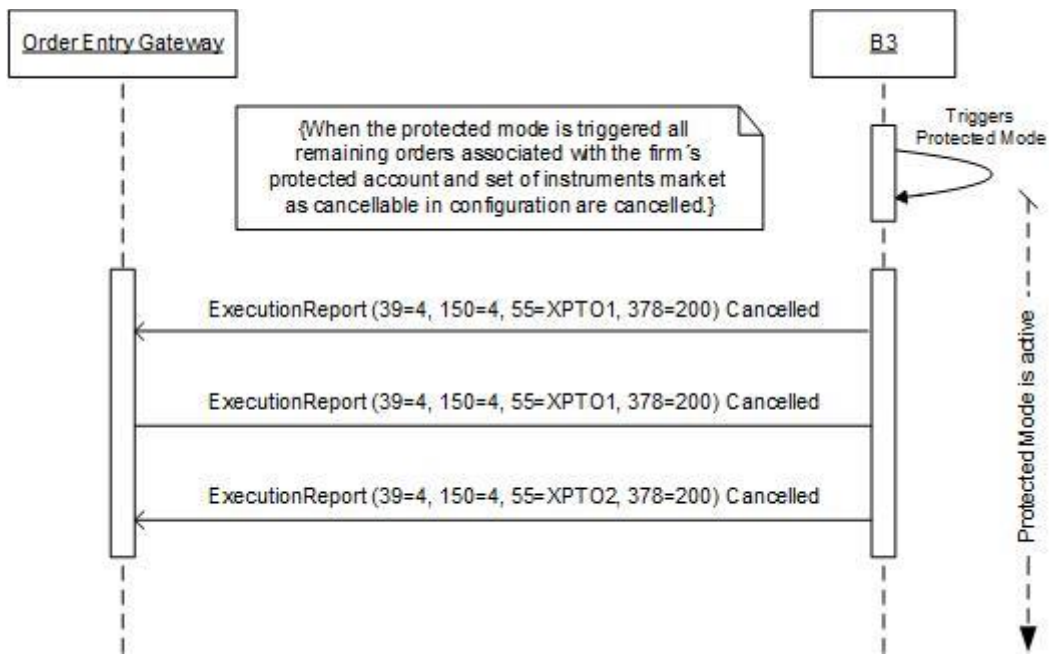 Order Entry Gateway
B3
Triggers
Protected Mode
{When the protected mode is triggered all
remaining orders associated with the firm´s
protected account and set of instruments market
as cancellable in configuration are cancelled.}
ExecutionReport (39=4, 150=4, 55=XPTO1, 378=200) Cancelled
ExecutionReport (39=4, 150=4, 55=XPTO1, 378=200) Cancelled
ExecutionReport (39=4, 150=4, 55=XPTO2, 378=200) Cancelled
Protected Mode is active